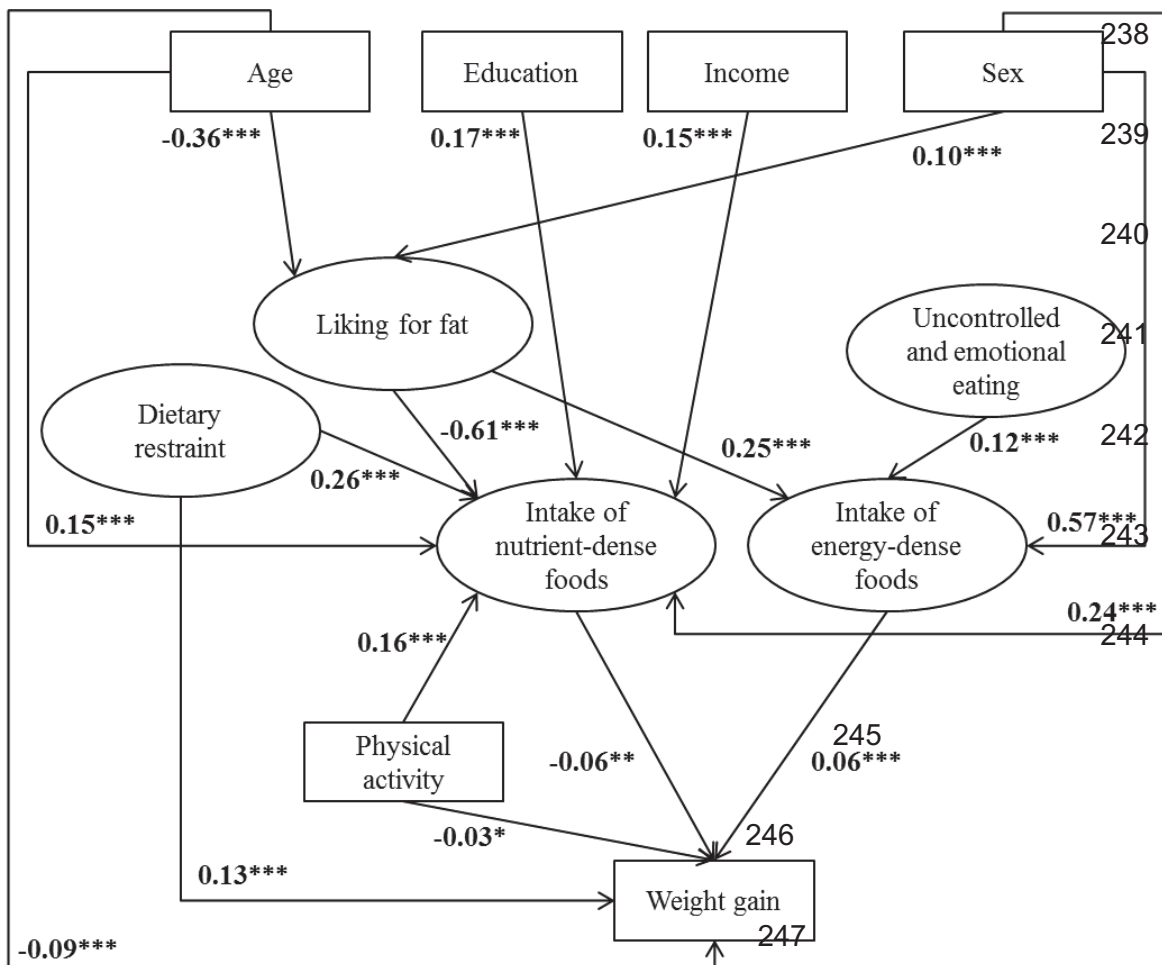 238
Age
Education
Income
Sex
-0.36***
0.17***
0.15***
239
0.10***
240
Liking for fat
Uncontrolled
and emotional
eating
241
Dietary
restraint
-0.61***
0.25***
0.12***
242
0.26***
0.15***
Intake of
nutrient-dense
foods
Intake of
energy-dense
foods
0.57***
243
0.24***
244
0.16***
Physical
activity
-0.06**
245
0.06***
-0.03*
246
0.13***
Weight gain
247
-0.09***